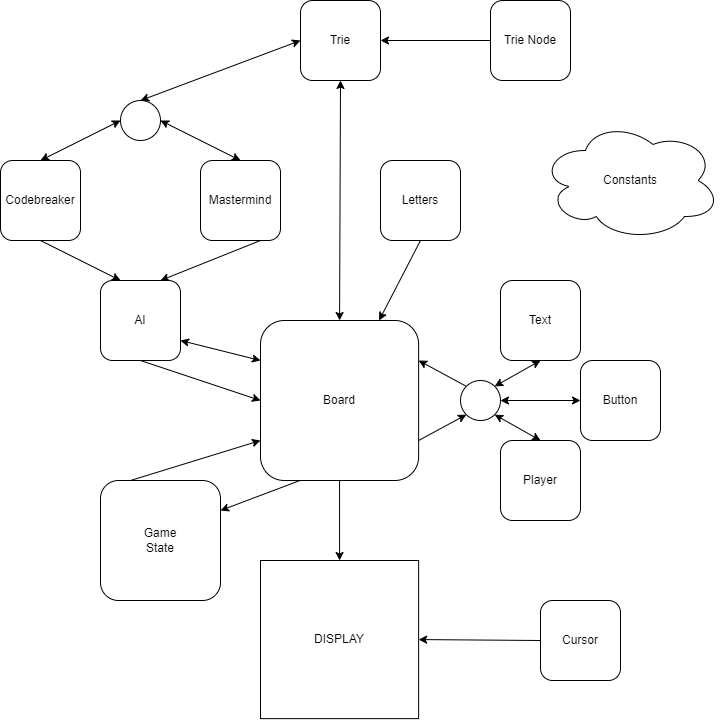 Trie
Trie Node
Codebreaker
Mastermind
Letters
Constants
AI
Text
Board
Button
Player
Game
State
DISPLAY
Cursor